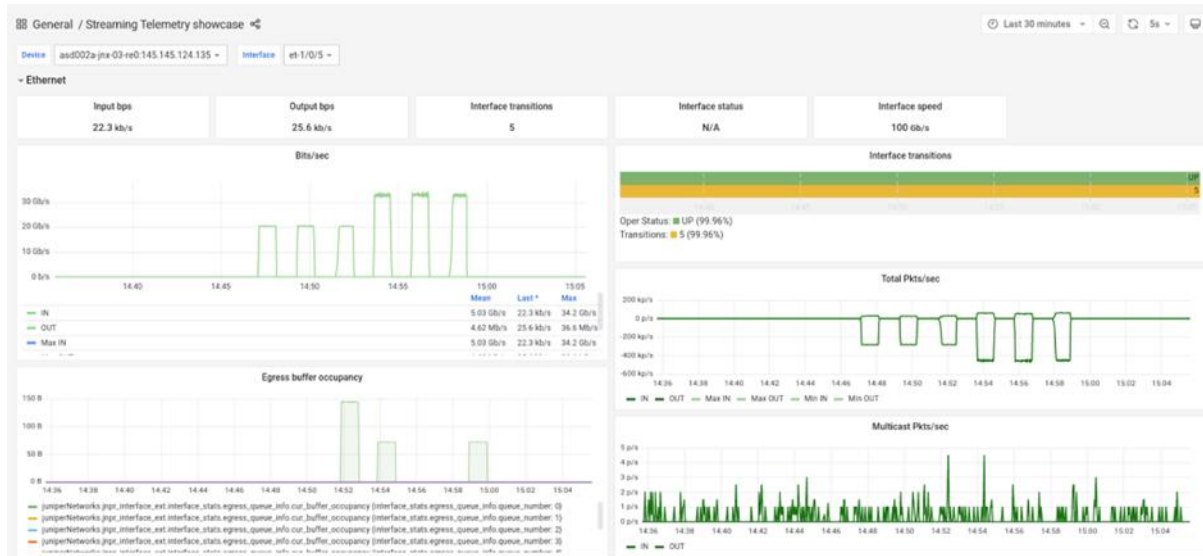 General / Streaming Telemetry showcase
Last 30 minutes
5s
Device asd002a-jnx-03-re0:145.145.124.135 Interface et-1/0/5
Ethernet
Input bps
22.3 kb/s
Output bps
25.6 kb/s
Interface transitions
5
Interface status
N/A
Interface speed
100 Gb/s
Bits/sec
30 Gb/s
20 Gb/s
10 Gb/s
0 b/s
14:40 14:45 14:50 14:55 15:00 15:05
Mean Last * Max
IN 5.03 Gb/s 22.3 kb/s 34.2 Gb/s
OUT 4.62 Mb/s 25.6 kb/s 36.6 Mb/s
Max IN 5.03 Gb/s 22.3 kb/s 34.2 Gb/s
Interface transitions
UP
5
Oper Status: UP (99.96%)
Transitions: 5 (99.96%)
Total Pkts/sec
200 kp/s
0 p/s
-200 kp/s
-400 kp/s
-600 kp/s
14:36 14:38 14:40 14:42 14:44 14:46 14:48 14:50 14:52 14:54 14:56 14:58 15:00 15:02 15:04
IN OUT Max IN Max OUT Min IN Min OUT
Egress buffer occupancy
150 B
100 B
50 B
0 B
14:36 14:38 14:40 14:42 14:44 14:46 14:48 14:50 14:52 14:54 14:56 14:58 15:00 15:02 15:04
juniperNetworks.jnpr_interface_ext.interface_stats.egress_queue_info.cur_buffer_occupancy {interface_stats.egress_queue_info.queue_number: 0}
juniperNetworks.jnpr_interface_ext.interface_stats.egress_queue_info.cur_buffer_occupancy {interface_stats.egress_queue_info.queue_number: 1}
juniperNetworks.jnpr_interface_ext.interface_stats.egress_queue_info.cur_buffer_occupancy {interface_stats.egress_queue_info.queue_number: 2}
juniperNetworks.jnpr_interface_ext.interface_stats.egress_queue_info.cur_buffer_occupancy {interface_stats.egress_queue_info.queue_number: 3}
Multicast Pkts/sec
5 p/s
4 p/s
3 p/s
2 p/s
1 p/s
0 p/s
14:36 14:38 14:40 14:42 14:44 14:46 14:48 14:50 14:52 14:54 14:56 14:58 15:00 15:02 15:04
IN OUT